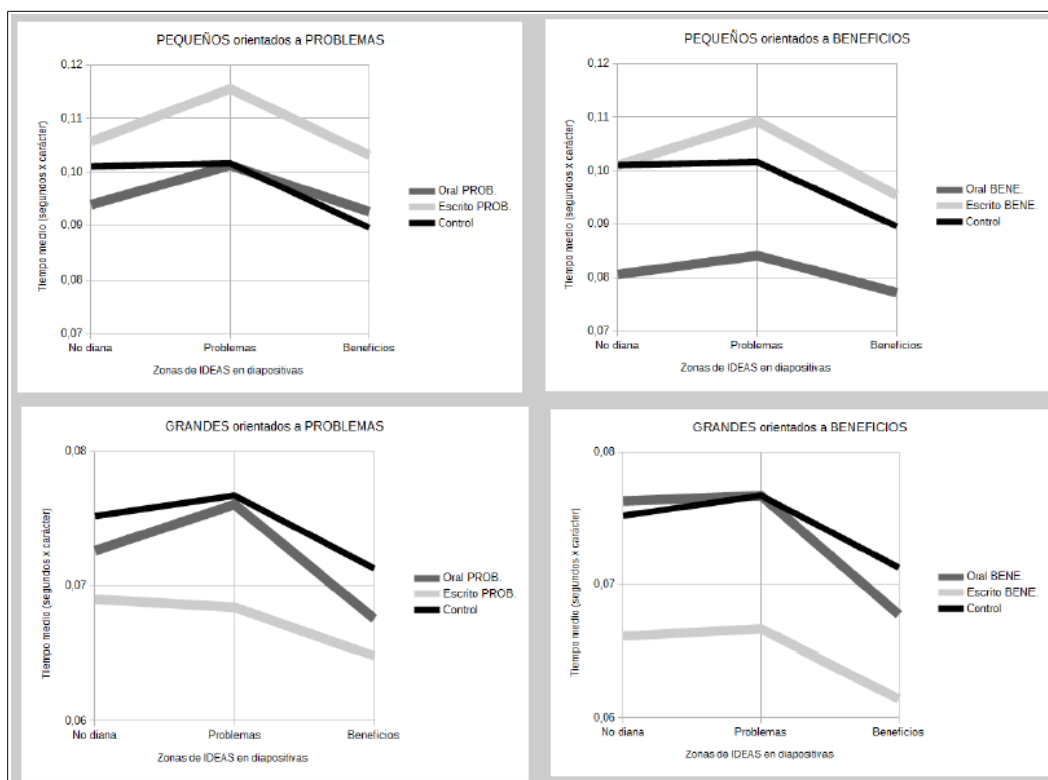 PEQUEÑOS orientados a PROBLEMAS
0,12
0,11
0,10
0,09
0,08
0,07
Tiempo medio (segundos x carácter)
No diana Problemas Beneficios
Zonas de IDEAS en diapositivas
Oral PROB.
Escrito PROB.
Control
PEQUEÑOS orientados a BENEFICIOS
0,12
0,11
0,10
0,09
0,08
0,07
Tiempo medio (segundos x carácter)
No diana Problemas Beneficios
Zonas de IDEAS en diapositivas
Oral BENE.
Escrito BENE.
Control
GRANDES orientados a PROBLEMAS
0,08
0,07
0,06
Tiempo medio (segundos x carácter)
No diana Problemas Beneficios
Zonas de IDEAS en diapositivas
Oral PROB.
Escrito PROB.
Control
GRANDES orientados a BENEFICIOS
0,08
0,07
0,06
Tiempo medio (segundos x carácter)
No diana Problemas Beneficios
Zonas de IDEAS en diapositivas
Oral BENE.
Escrito BENE.
Control